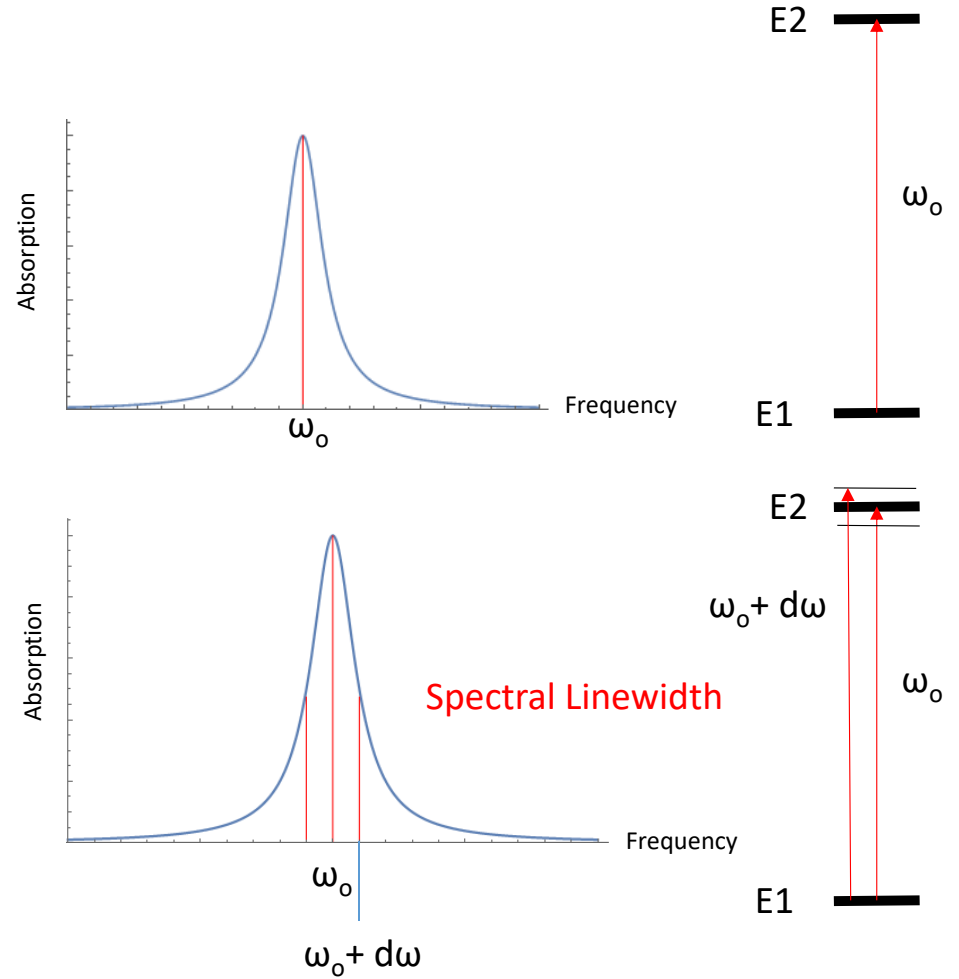 E2
Absorption
ωₒ
Frequency
ωₒ
E1
E2
ωₒ+ dω
Absorption
Spectral Linewidth
ωₒ
Frequency
ωₒ
E1
ωₒ+ dω